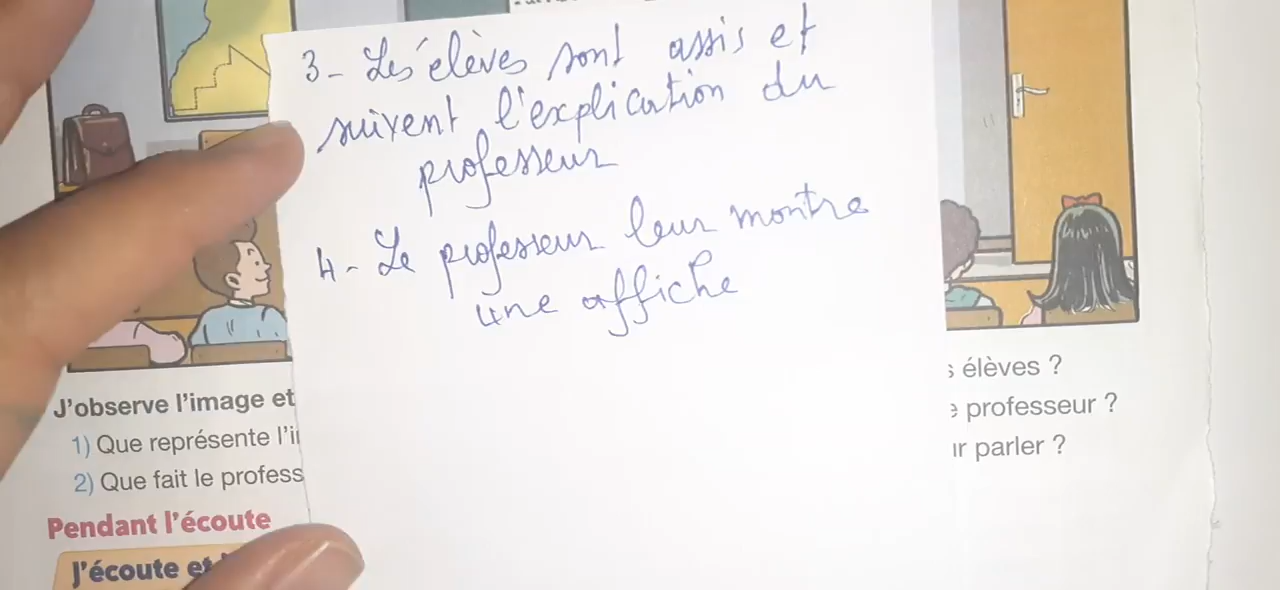 3- Les élèves sont assis et
suivent l'explication du
professeur
4- Le professeur leur montre
une affiche
J'observe l'image et
1) Que représente l'i
2) Que fait le profess
élèves ?
professeur ?
parler ?
Pendant l'écoute
J'écoute et